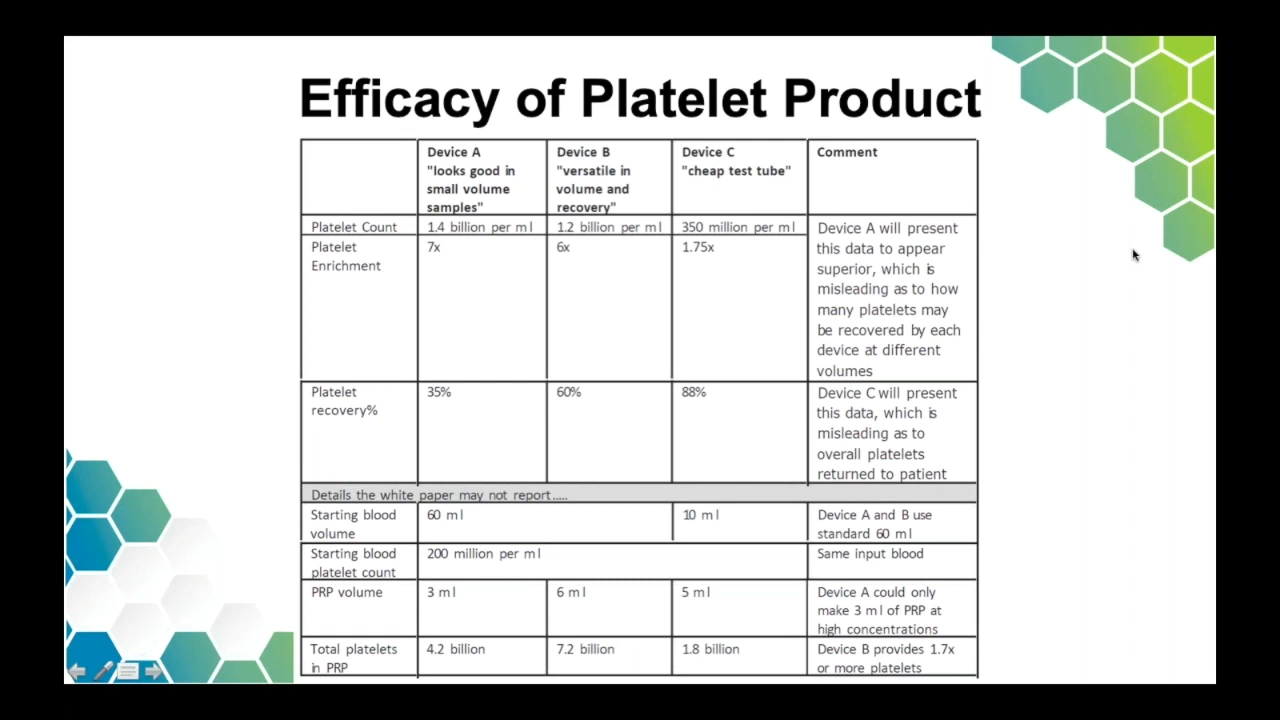 Efficacy of Platelet Product
Device A
"looks good in
small volume
samples"
Device B
"versatile in
volume and
recovery"
Device C
"cheap test tube"
Comment
Platelet Count
1.4 billion per ml
1.2 billion per ml
350 million per ml
Device A will present
this data to appear
superior, which is
misleading as to how
many platelets may
be recovered by each
device at different
volumes
Platelet
Enrichment
7x
6x
1.75x
Platelet
recovery%
35%
60%
88%
Device C will present
this data, which is
misleading as to
overall platelets
returned to patient
Details the white paper may not report.....
Starting blood
volume
60 ml
10 ml
Device A and B use
standard 60 ml
Starting blood
platelet count
200 million per ml
Same input blood
PRP volume
3 ml
6 ml
5 ml
Device A could only
make 3 ml of PRP at
high concentrations
Total platelets
in PRP
4.2 billion
7.2 billion
1.8 billion
Device B provides 1.7x
or more platelets